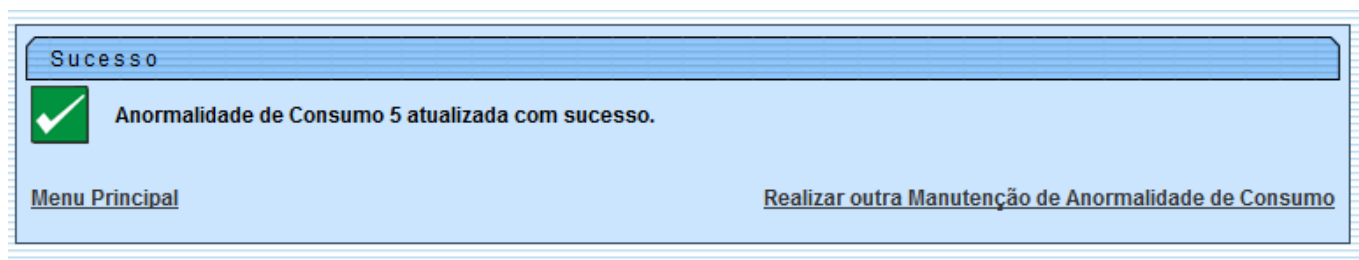 Sucesso
Anormalidade de Consumo 5 atualizada com sucesso.
Menu Principal
Realizar outra Manutenção de Anormalidade de Consumo